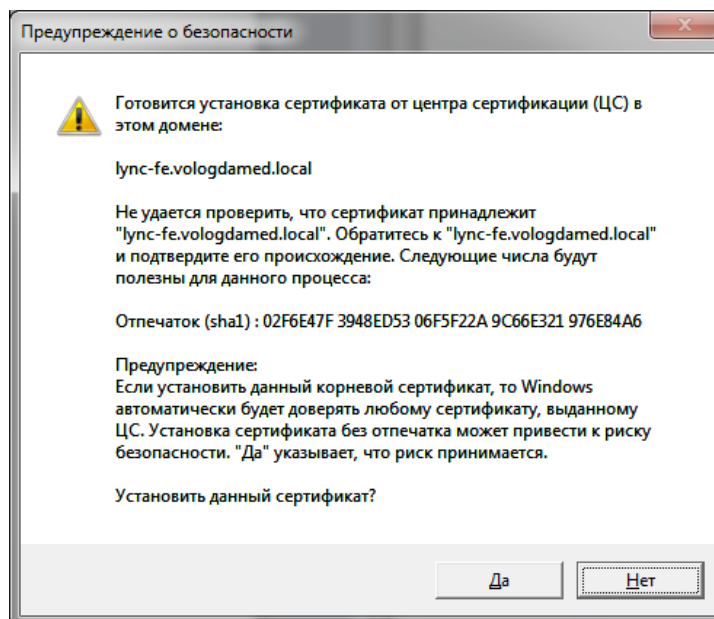 Предупреждение о безопасности
Готовится установка сертификата от центра сертификации (ЦС) в
этом домене:
lync-fe.vologdamed.local
Не удается проверить, что сертификат принадлежит
"lync-fe.vologdamed.local". Обратитесь к "lync-fe.vologdamed.local"
и подтвердите его происхождение. Следующие числа будут
полезны для данного процесса:
Отпечаток (sha1) : 02F6E47F 3948ED53 06F5F22A 9C66E321 976E84A6
Предупреждение:
Если установить данный корневой сертификат, то Windows
автоматически будет доверять любому сертификату, выданному
ЦС. Установка сертификата без отпечатка может привести к риску
безопасности. "Да" указывает, что риск принимается.
Установить данный сертификат?
Да
Нет